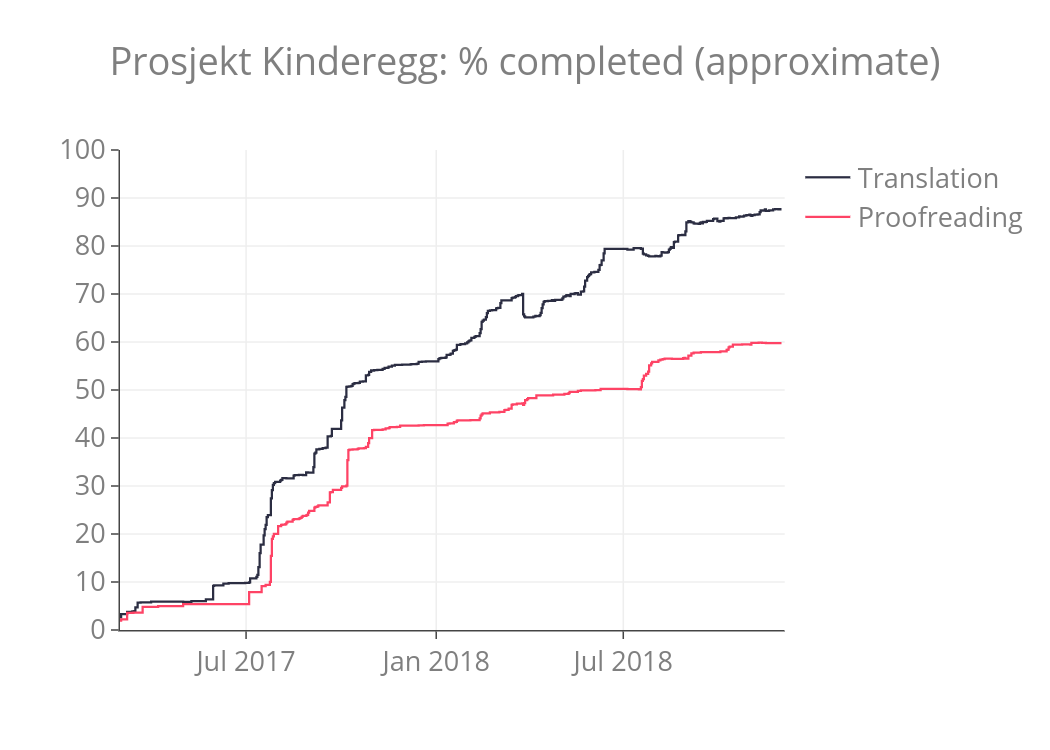 Prosjekt Kinderegg: % completed (approximate)
100
90
80
70
60
50
40
30
20
10
0
Jul 2017
Jan 2018
Jul 2018
Translation
Proofreading